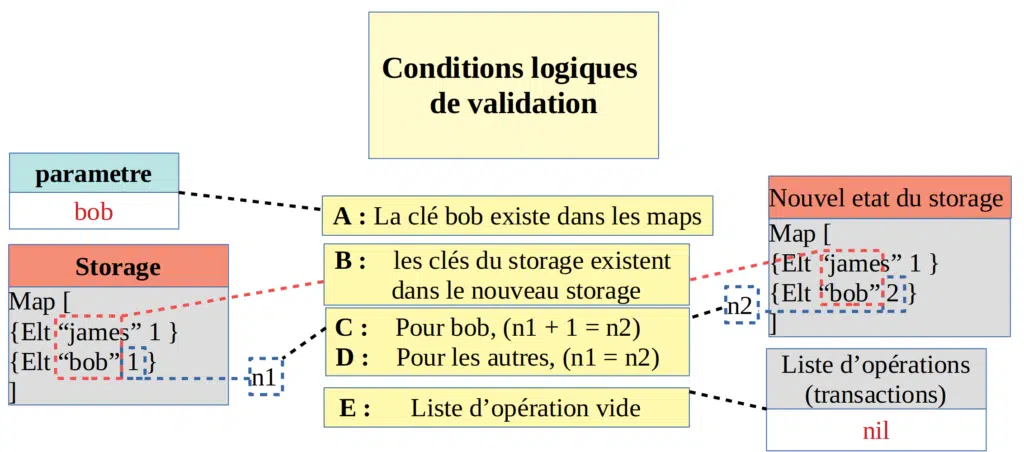 Conditions logiques
de validation
parametre
bob
Storage
Map [
{Elt “james” 1 }
{Elt “bob” 1 }
]
n1
A : La clé bob existe dans les maps
B : les clés du storage existent
dans le nouveau storage
C : Pour bob, (n1 + 1 = n2)
D : Pour les autres, (n1 = n2)
E : Liste d’opération vide
n2
Nouvel etat du storage
Map [
{Elt “james” 1 }
{Elt “bob” 2 }
]
Liste d’opérations
(transactions)
nil